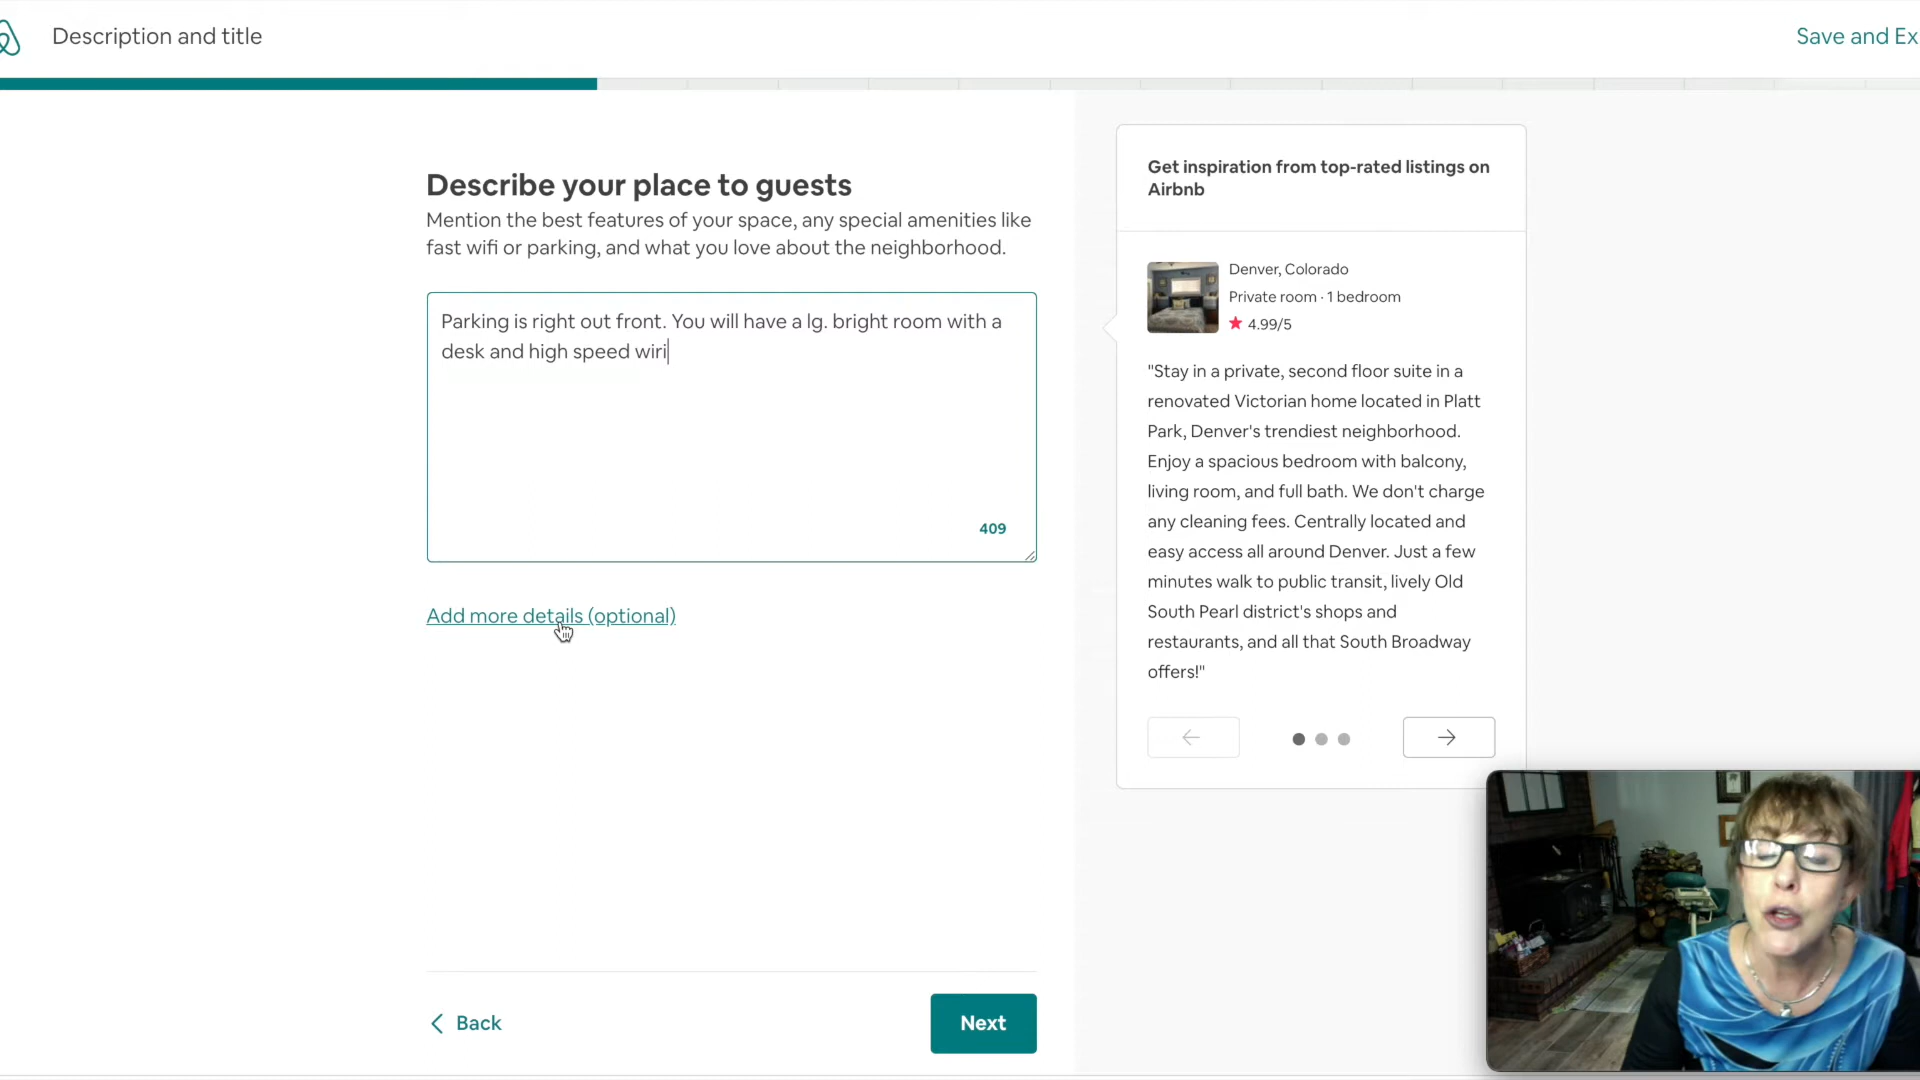 Description and title
Save and Ex
Describe your place to guests
Mention the best features of your space, any special amenities like
fast wifi or parking, and what you love about the neighborhood.
Parking is right out front. You will have a lg. bright room with a
desk and high speed wiri
409
Add more details (optional)
Back
Next
Get inspiration from top-rated listings on
Airbnb
Denver, Colorado
Private room · 1 bedroom
4.99/5
"Stay in a private, second floor suite in a
renovated Victorian home located in Platt
Park, Denver's trendiest neighborhood.
Enjoy a spacious bedroom with balcony,
living room, and full bath. We don't charge
any cleaning fees. Centrally located and
easy access all around Denver. Just a few
minutes walk to public transit, lively Old
South Pearl district's shops and
restaurants, and all that South Broadway
offers!"